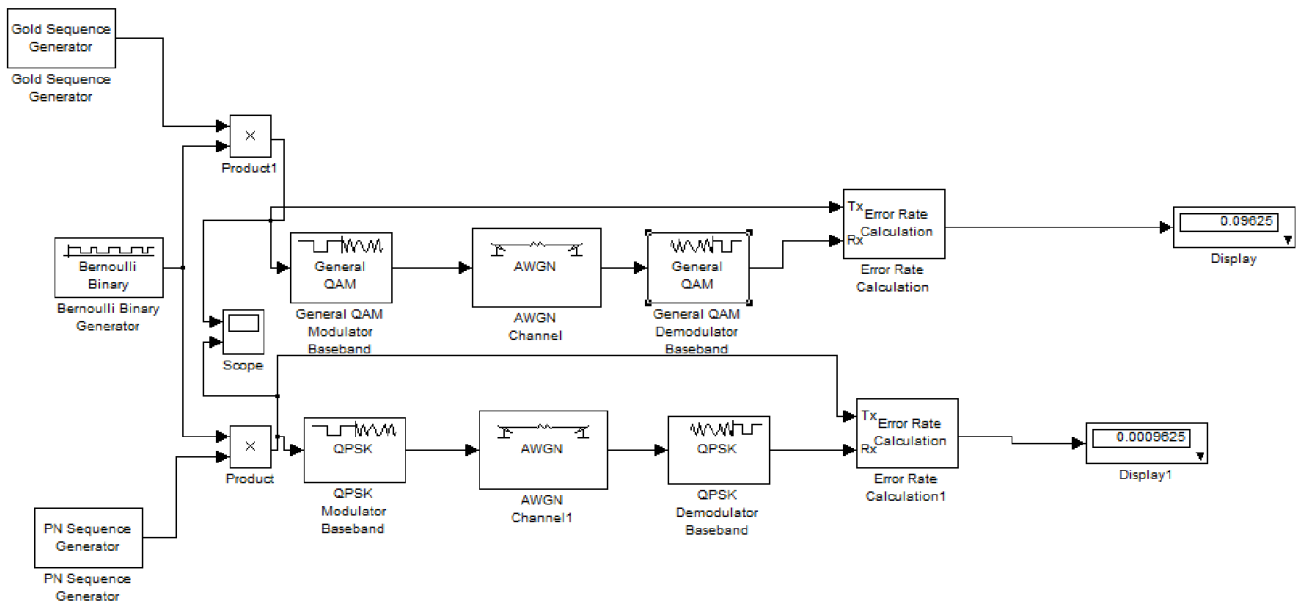 Gold Sequence
Generator
Gold Sequence
Generator
×
Product1
Bernoulli
Binary
Bernoulli Binary
Generator
Scope
General
QAM
General QAM
Modulator
Baseband
AWGN
AWGN
Channel
General
QAM
General QAM
Demodulator
Baseband
Tx
Rx
Error Rate
Calculation
Error Rate
Calculation
0.09625
Display
×
Product
PN Sequence
Generator
PN Sequence
Generator
QPSK
QPSK
Modulator
Baseband
AWGN
AWGN
Channel1
QPSK
QPSK
Demodulator
Baseband
Tx
Rx
Error Rate
Calculation
Error Rate
Calculation1
0.0009625
Display1